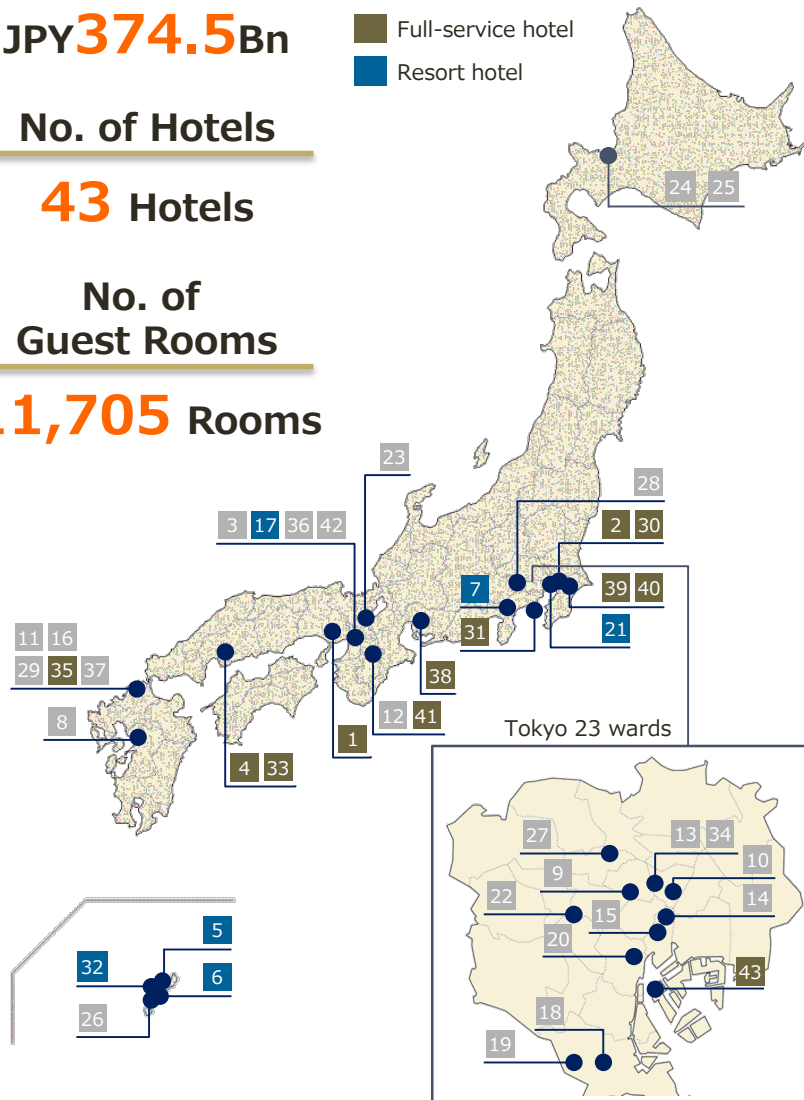 JPY374.5Bn
Full-service hotel
Resort hotel
No. of Hotels
43 Hotels
24 25
No. of
Guest Rooms
11,705 Rooms
23
28
3 17 36 42
2 30
7
39 40
31
21
11 16
29 35 37
38
8
12 41
1
4 33
Tokyo 23 wards
27
13 34
9
10
22
15
14
20
43
18
19
5
32
6
26